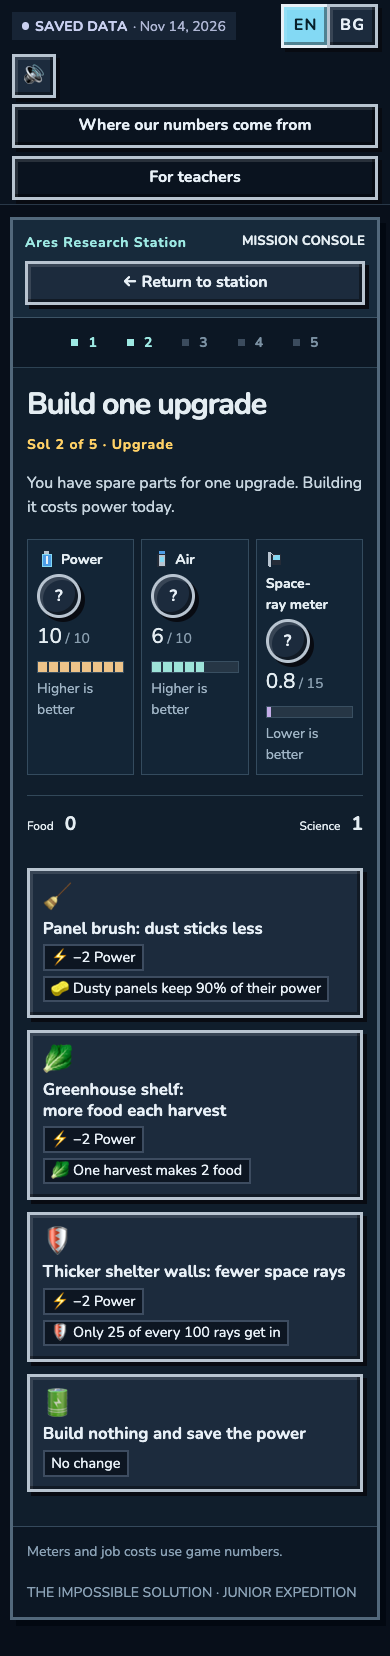 SAVED DATA · Nov 14, 2026
EN BG
Where our numbers come from
For teachers
Ares Research Station
MISSION CONSOLE
← Return to station
1 2 3 4 5
Build one upgrade
Sol 2 of 5 · Upgrade
You have spare parts for one upgrade. Building
it costs power today.
Power
?
10 / 10
Higher is
better
Air
?
6 / 10
Higher is
better
Space-
ray meter
?
0.8 / 15
Lower is
better
Food 0
Science 1
Panel brush: dust sticks less
−2 Power
Dusty panels keep 90% of their power
Greenhouse shelf:
more food each harvest
−2 Power
One harvest makes 2 food
Thicker shelter walls: fewer space rays
−2 Power
Only 25 of every 100 rays get in
Build nothing and save the power
No change
Meters and job costs use game numbers.
THE IMPOSSIBLE SOLUTION · JUNIOR EXPEDITION